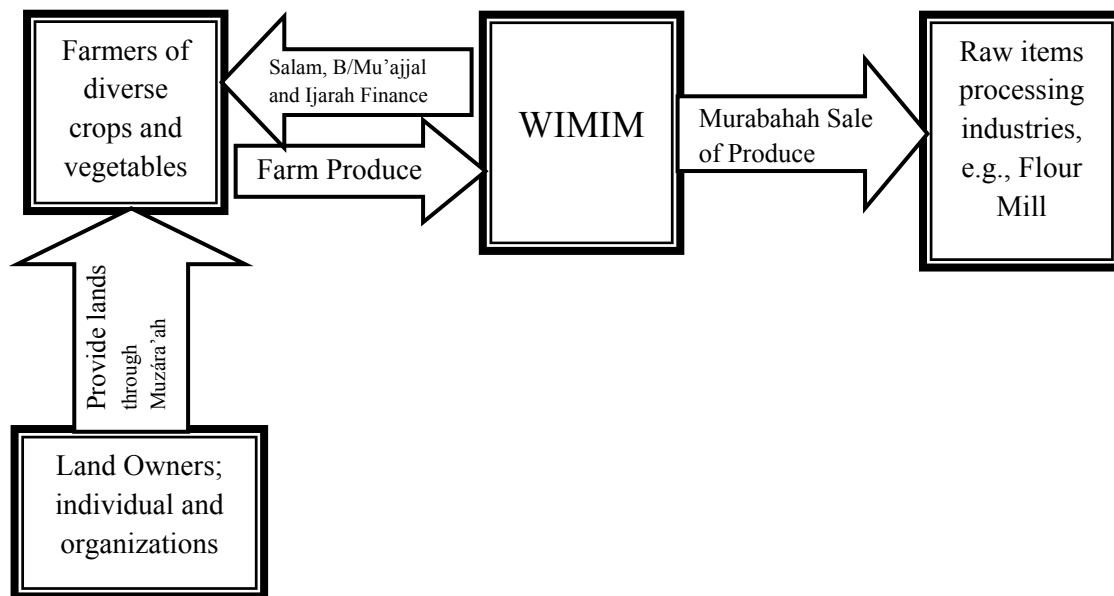 Farmers of
diverse
crops and
vegetables
Salam, B/Mu’ajjal
and Ijarah Finance
Farm Produce
WIMIM
Murabahah Sale
of Produce
Raw items
processing
industries,
e.g., Flour
Mill
Provide lands
through
Muzára’ah
Land Owners;
individual and
organizations